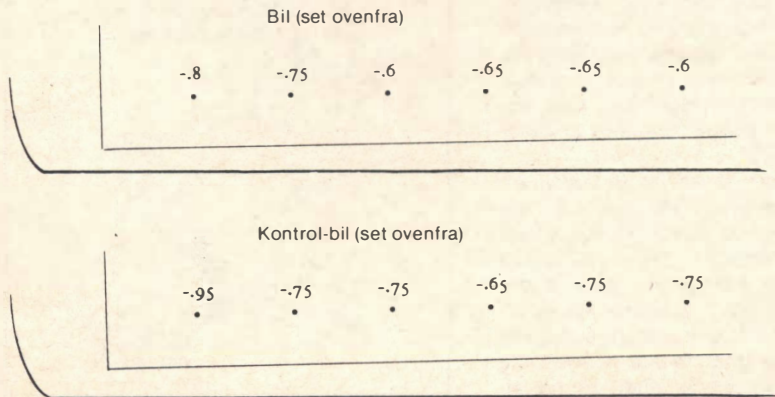 Bil (set ovenfra)
-.8 -.75 -.6 -.65 -.65 -.6
Kontrol-bil (set ovenfra)
-.95 -.75 -.75 -.65 -.75 -.75